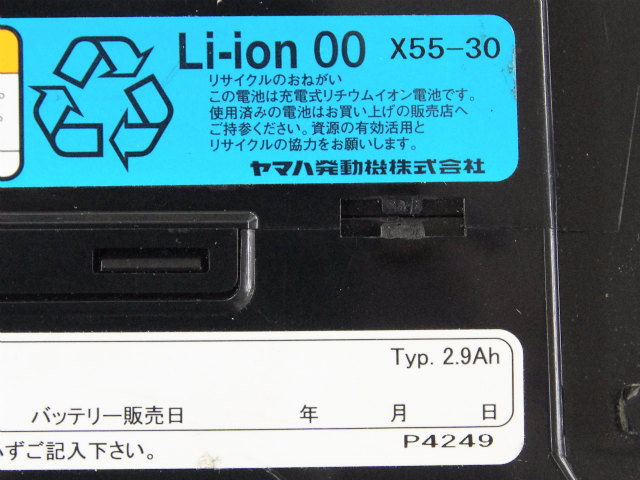 Li-ion 00 X55-30
リサイクルのおねがい
この電池は充電式リチウムイオン電池です。
使用済みの電池はお買い上げの販売店へ
ご持参ください。資源の有効活用と
リサイクルの協力をお願いします。
ヤマハ発動機株式会社
Typ. 2.9Ah
バッテリー販売日 年 月 日
ずご記入下さい。
P4249